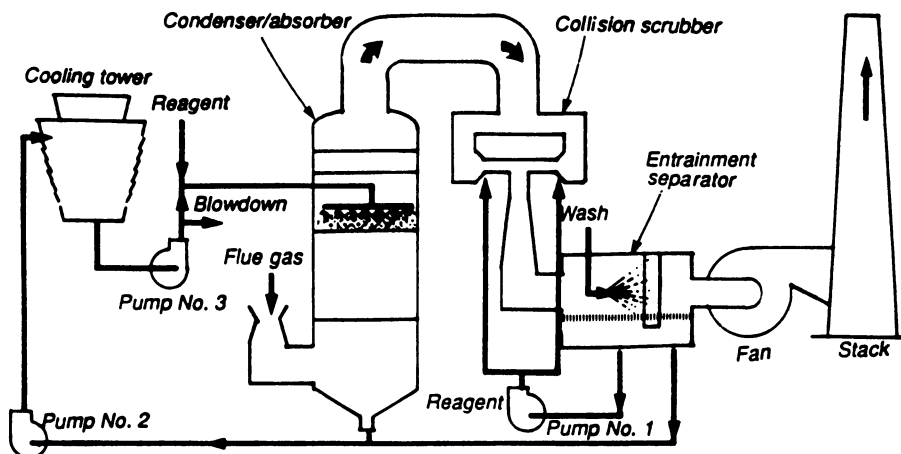 Condenser/absorber
Collision scrubber
Cooling tower
Reagent
Entrainment
separator
Blowdown
Wash
Flue gas
Pump No. 3
Fan
Stack
Reagent
Pump No. 2
Pump No. 1